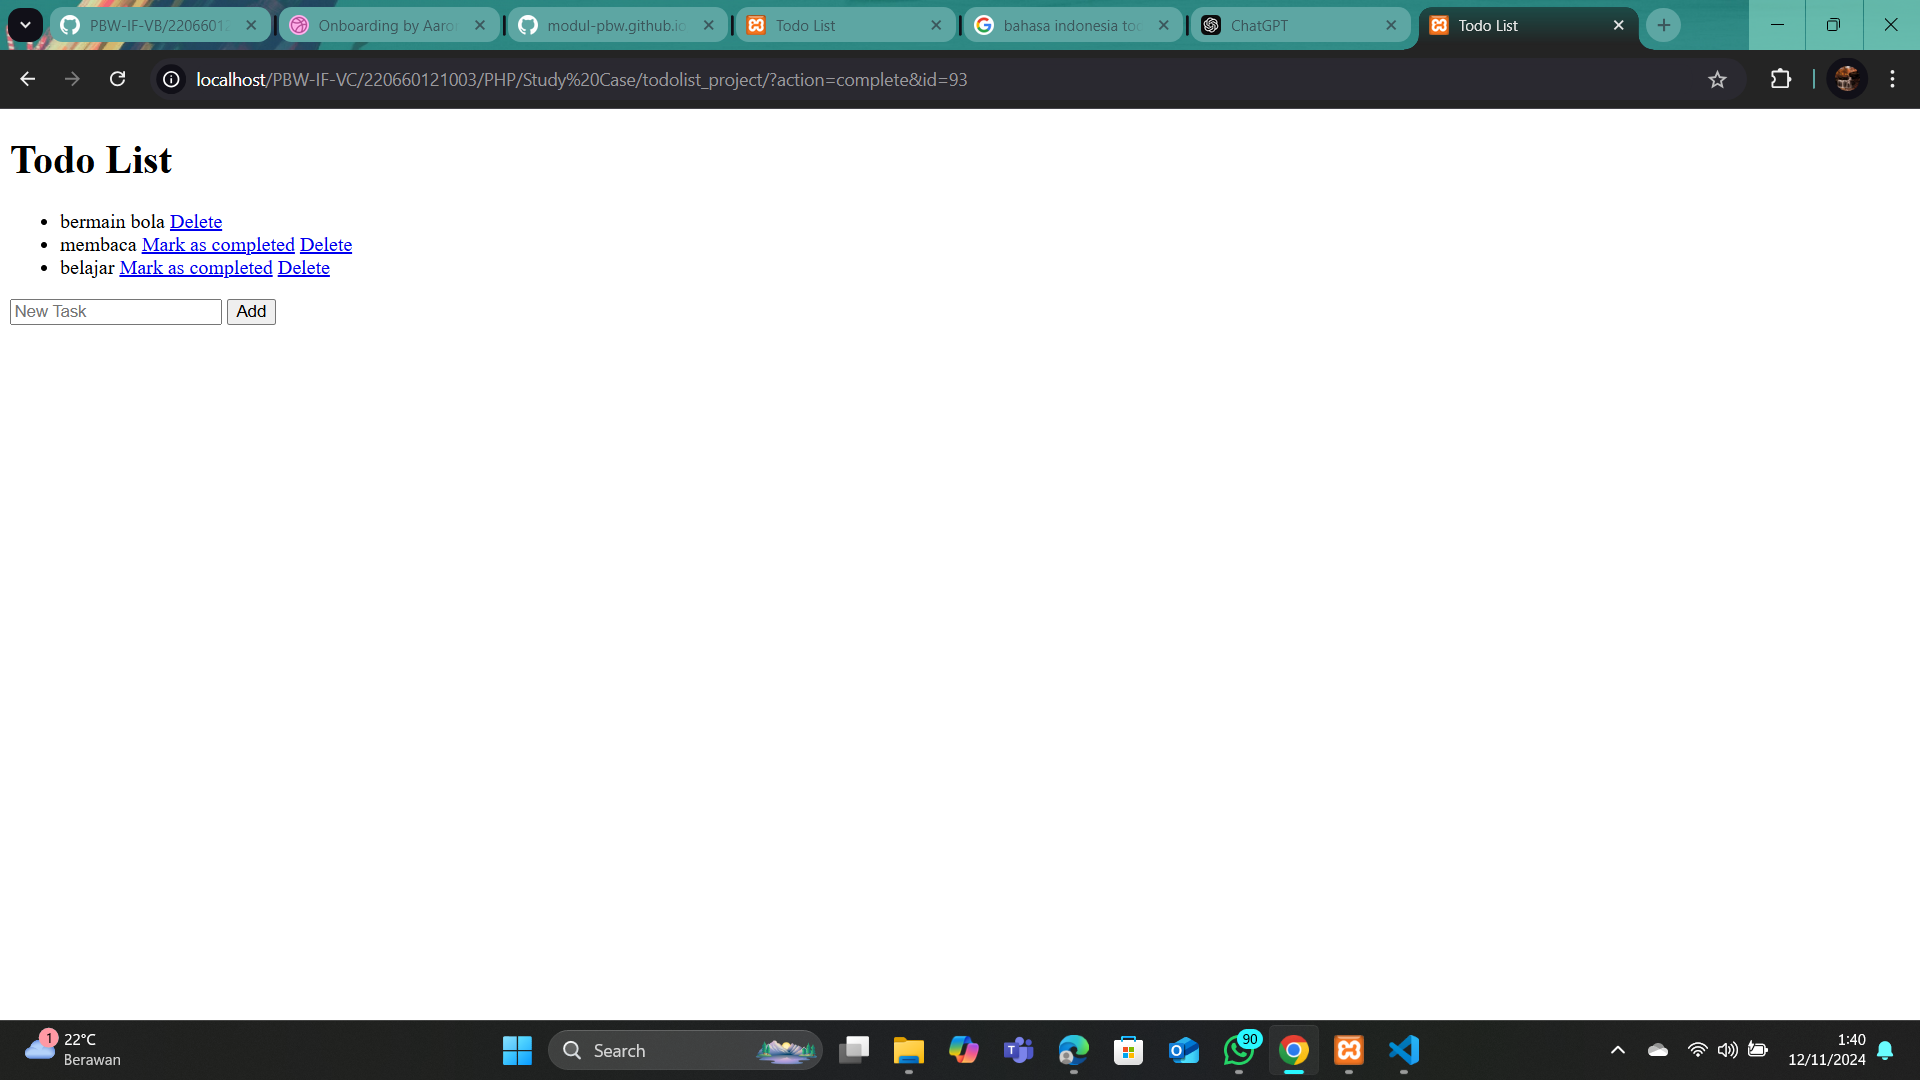 PBW-IF-VB/2206601
Onboarding by Aaron
modul-pbw.github.io
Todo List
bahasa indonesia too
ChatGPT
Todo List
localhost/PBW-IF-VC/220660121003/PHP/Study%20Case/todolist_project/?action=complete&id=93
Todo List
bermain bola Delete
membaca Mark as completed Delete
belajar Mark as completed Delete
New Task Add
1
22°C
Berawan
Search
90
1:40
12/11/2024